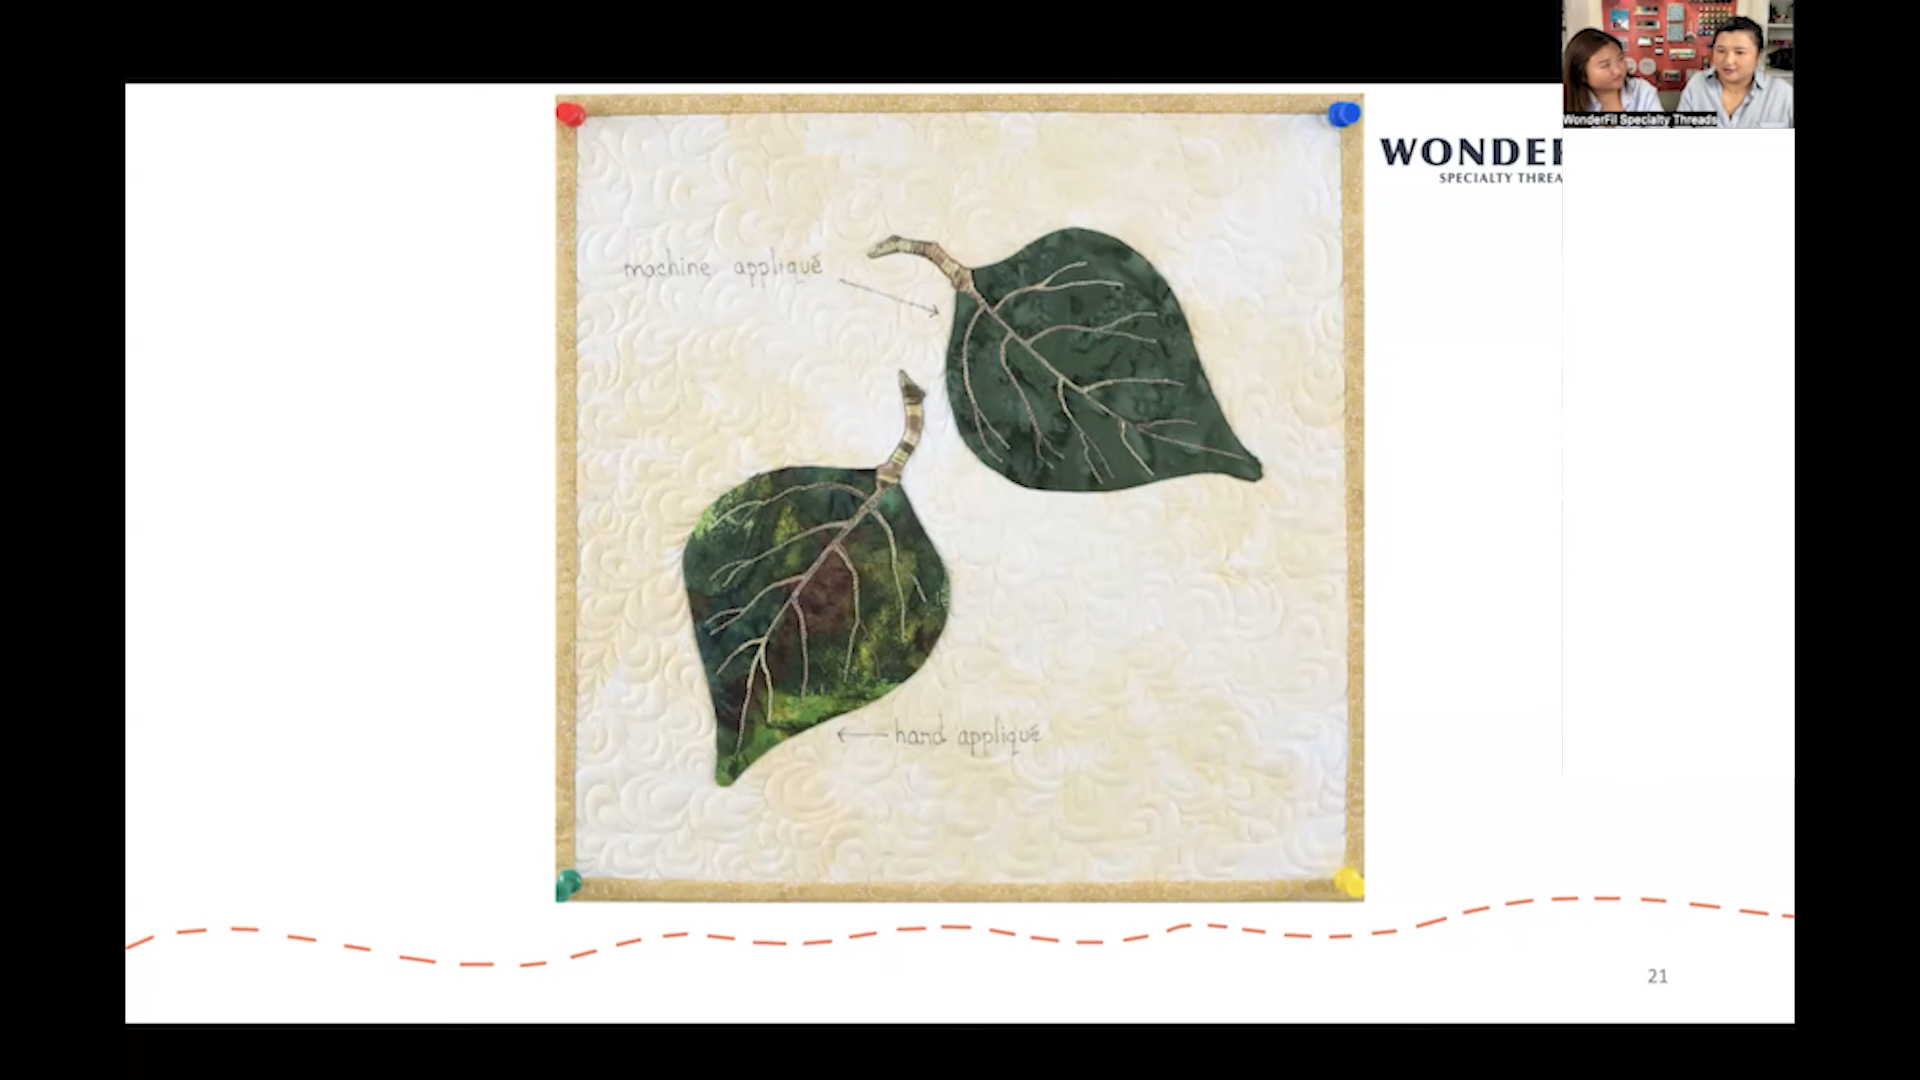 WonderFil Specialty Threads
WONDER
SPECIALTY THREA
machine appliqué
hand appliqué
21